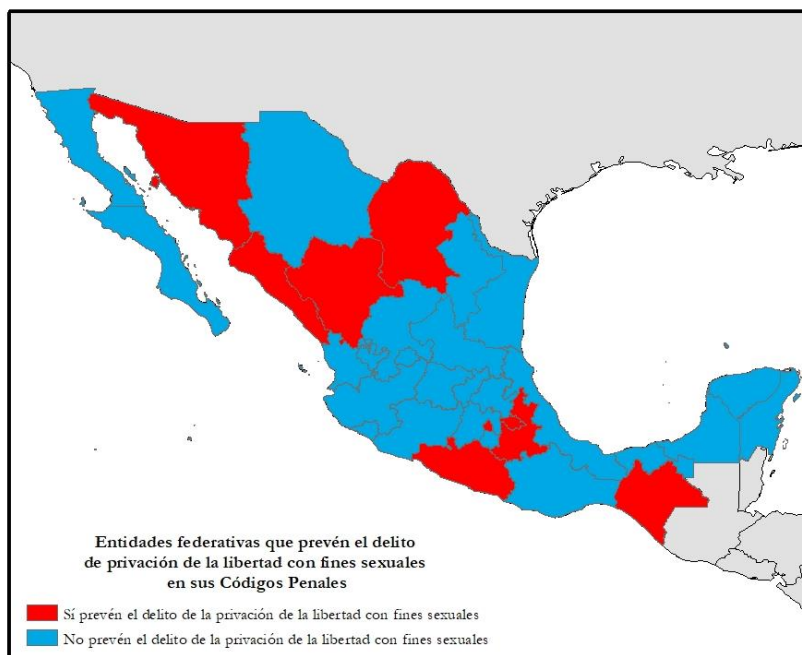 Entidades federativas que prevén el delito
de privación de la libertad con fines sexuales
en sus Códigos Penales
Sí prevén el delito de la privación de la libertad con fines sexuales
No prevén el delito de la privación de la libertad con fines sexuales